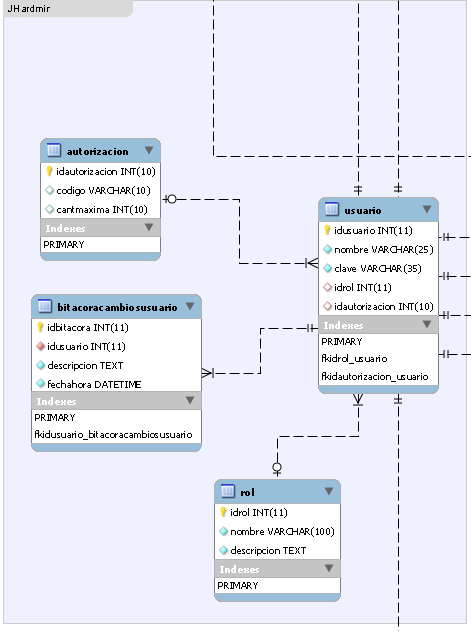 JHardmir
autorizacion
idautorizacion INT(10)
codigo VARCHAR(10)
cantmaxima INT(10)
Indexes
PRIMARY
usuario
idusuario INT(11)
nombre VARCHAR(25)
clave VARCHAR(35)
idrol INT(11)
idautorizacion INT(10)
Indexes
PRIMARY
fkidrol_usuario
fkidautorizacion_usuario
bitacoracambiosusuario
idbitacora INT(11)
idusuario INT(11)
descripcion TEXT
fechahora DATETIME
Indexes
PRIMARY
fkidusuario_bitacoracambiosusuario
rol
idrol INT(11)
nombre VARCHAR(100)
descripcion TEXT
Indexes
PRIMARY